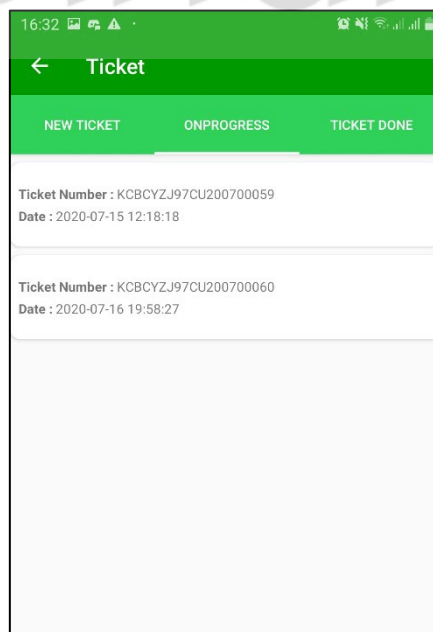 16:32
Ticket
NEW TICKET ONPROGRESS TICKET DONE
Ticket Number : KCBCYZJ97CU200700059
Date : 2020-07-15 12:18:18
Ticket Number : KCBCYZJ97CU200700060
Date : 2020-07-16 19:58:27